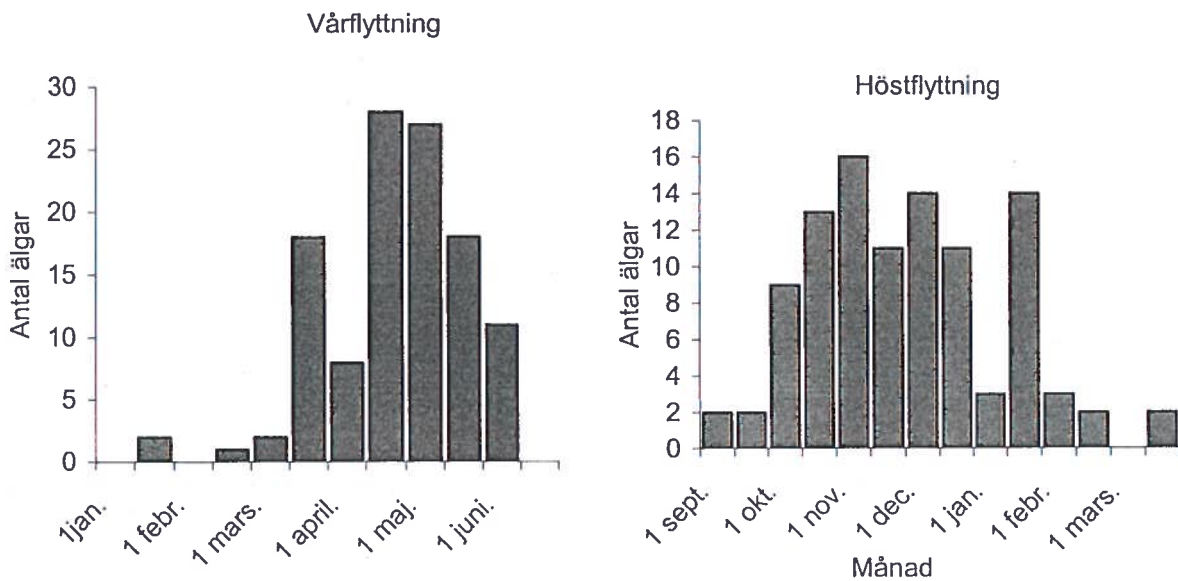 Vårflyttning
Antal älgar
30
25
20
15
10
5
0
1jan.
1 febr.
1 mars.
1 april.
1 maj.
1 juni.
Höstflyttning
Antal älgar
18
16
14
12
10
8
6
4
2
0
1 sept.
1 okt.
1 nov.
1 dec.
1 jan.
1 febr.
1 mars.
Månad